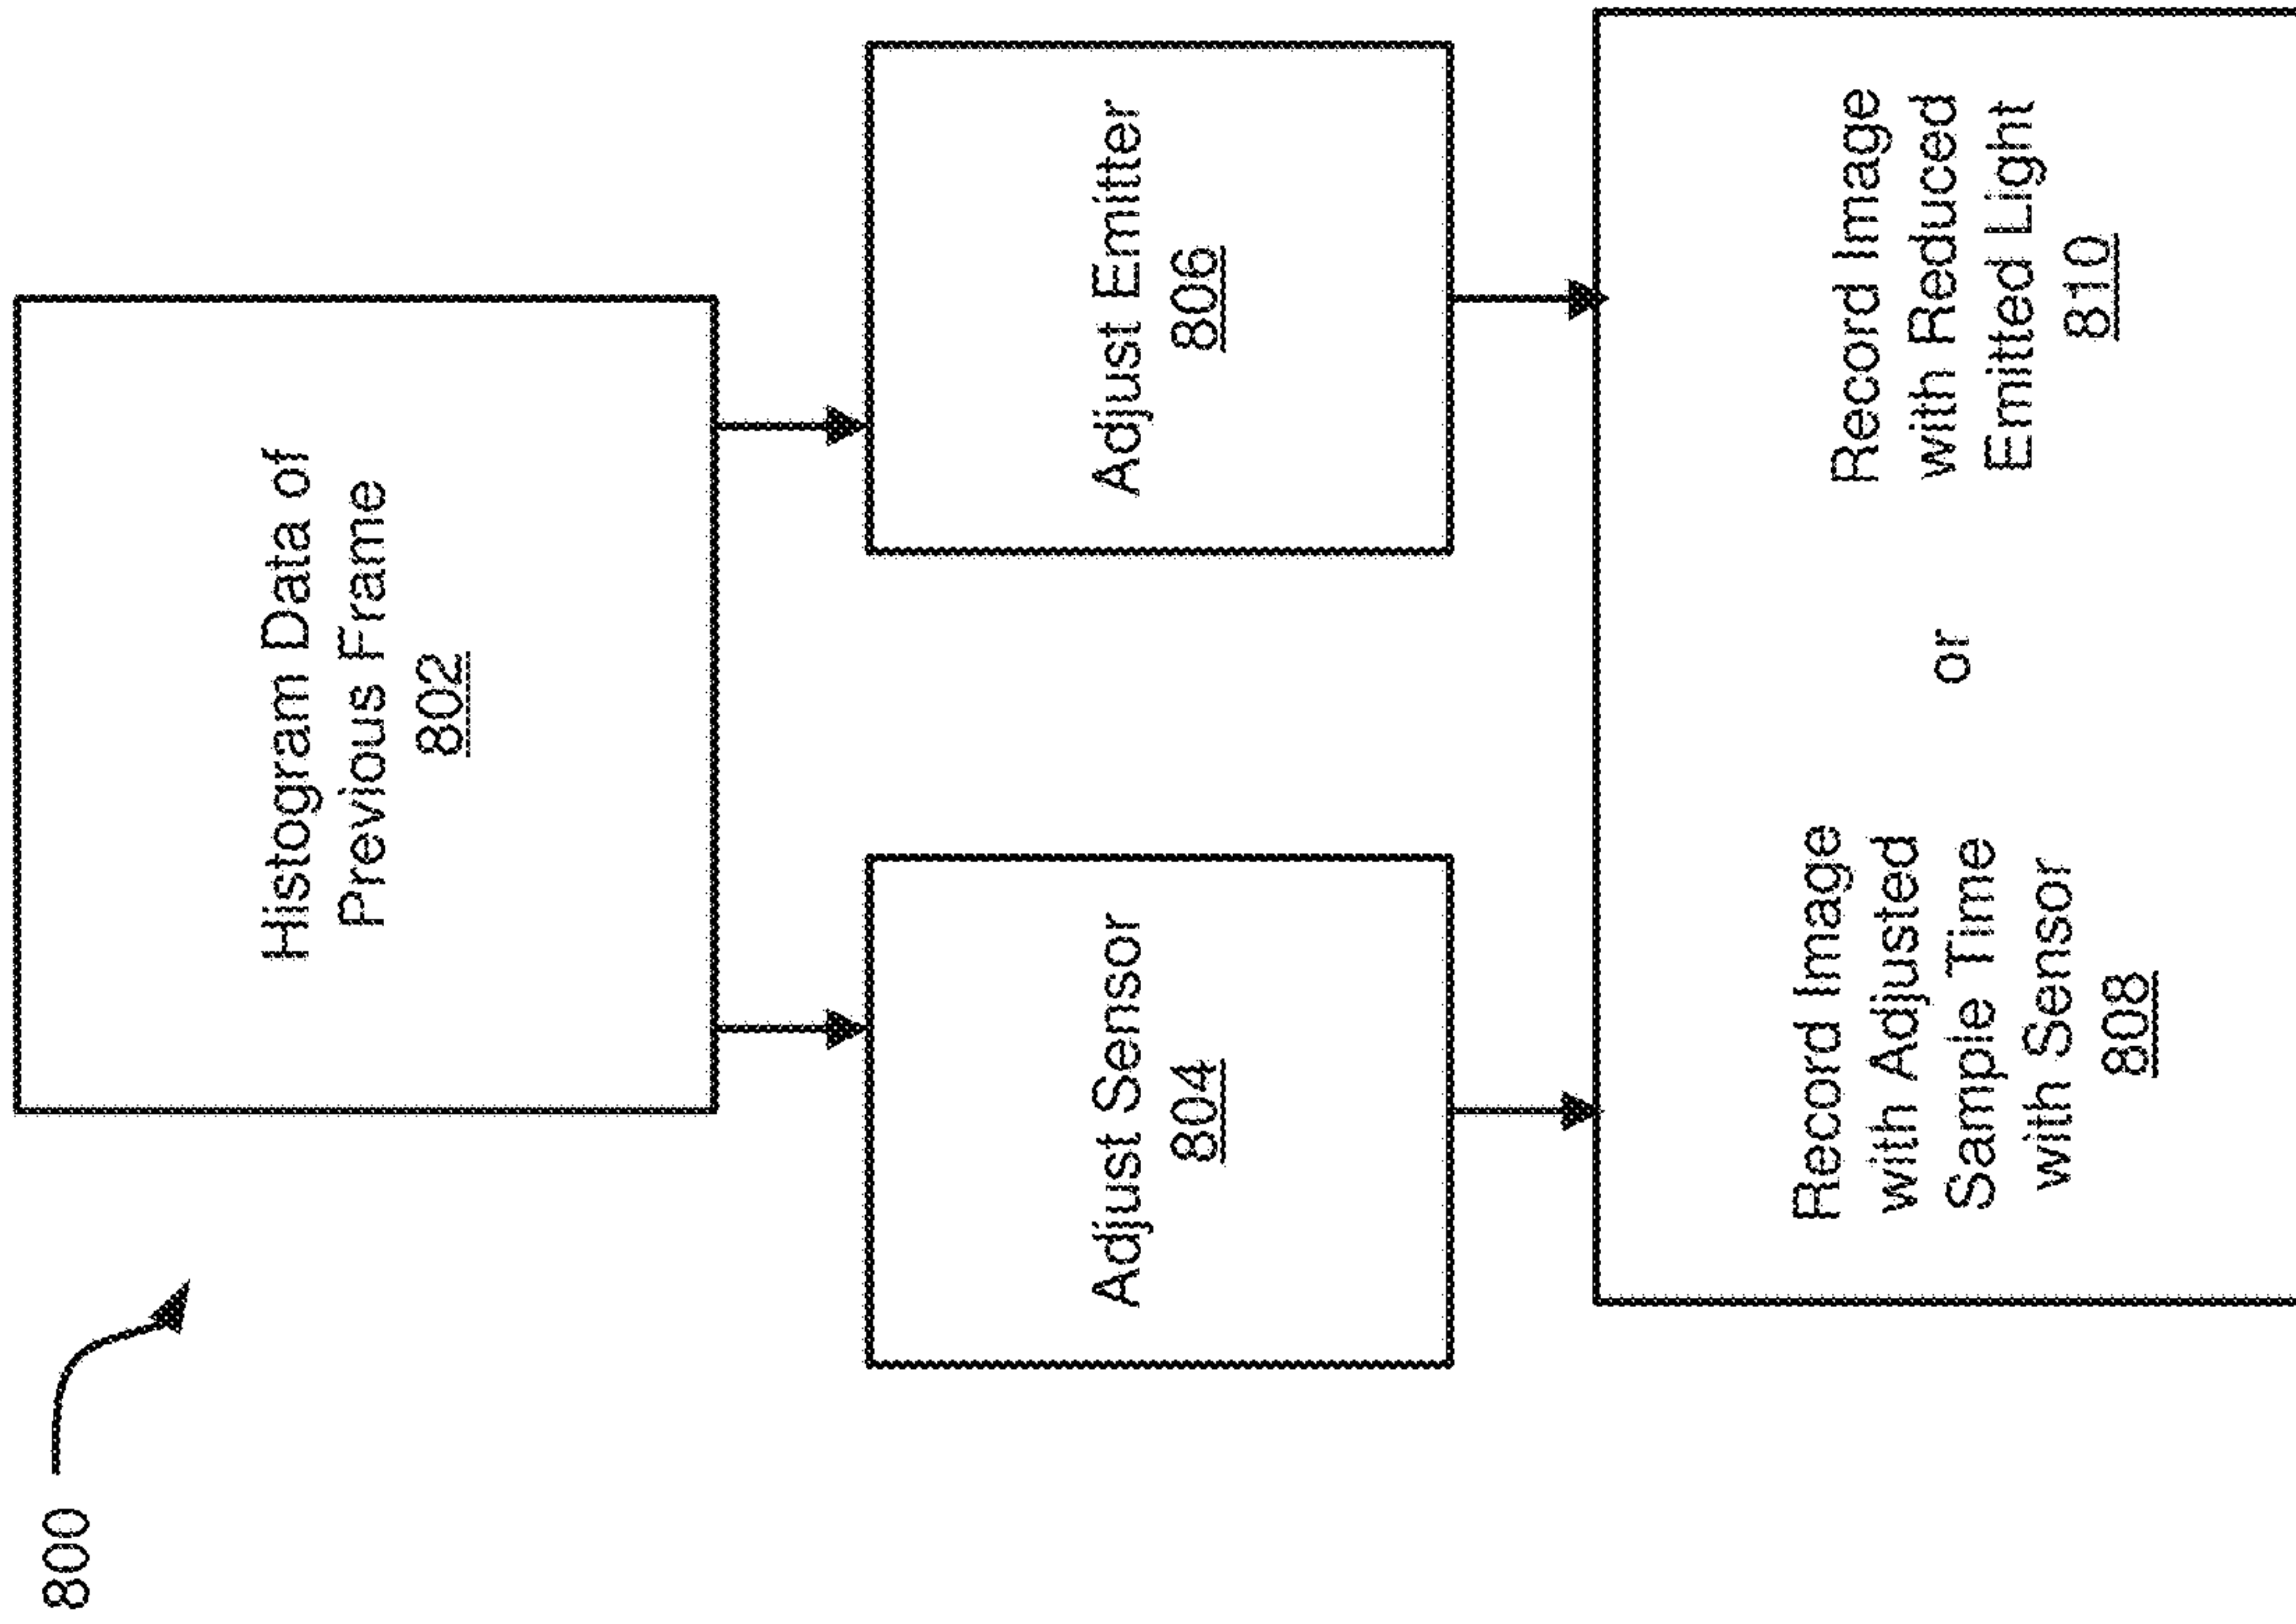 800
Histogram Data of
Previous Frame
802
Adjust Sensor
804
Adjust Emitter
806
Record Image
with Adjusted
Sample Time
with Sensor
808
or
Record Image
with Reduced
Emitted Light
810